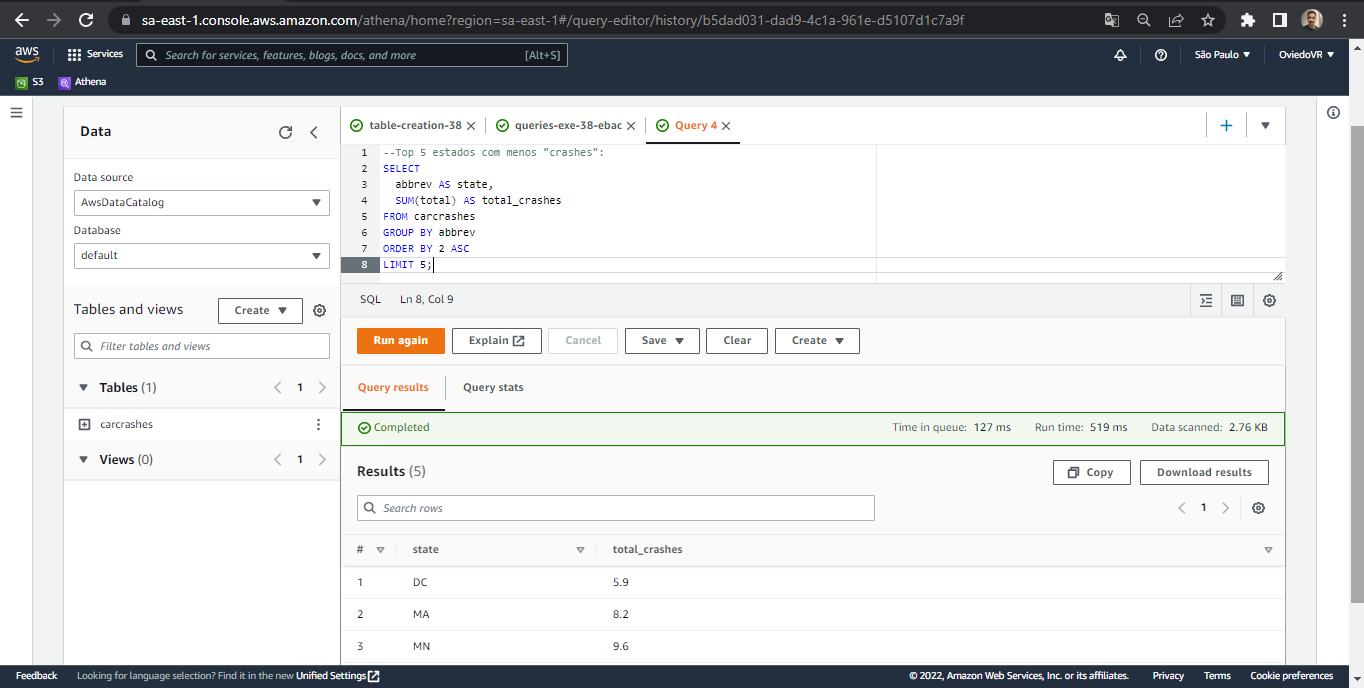 sa-east-1.console.aws.amazon.com/athena/home?region=sa-east-1#/query-editor/history/b5dad031-dad9-4c1a-961e-d5107d1c7a9f
aws Services Search for services, features, blogs, docs, and more [Alt+S] São Paulo ▼ OviedoVR ▼
S3 Athena
Data
Data source
AwsDataCatalog
Database
default
Tables and views Create ▼
Filter tables and views
Tables (1) 1
carcrashes
Views (0) 1
table-creation-38 queries-exe-38-ebac Query 4
1 --Top 5 estados com menos "crashes":
2 SELECT
3 abbrev AS state,
4 SUM(total) AS total_crashes
5 FROM carcrashes
6 GROUP BY abbrev
7 ORDER BY 2 ASC
8 LIMIT 5;
SQL Ln 8, Col 9
Run again Explain Cancel Save ▼ Clear Create ▼
Query results Query stats
Completed Time in queue: 127 ms Run time: 519 ms Data scanned: 2.76 KB
Results (5) Copy Download results
Search rows 1
# state total_crashes
1 DC 5.9
2 MA 8.2
3 MN 9.6
Feedback Looking for language selection? Find it in the new Unified Settings © 2022, Amazon Web Services, Inc. or its affiliates. Privacy Terms Cookie preferences